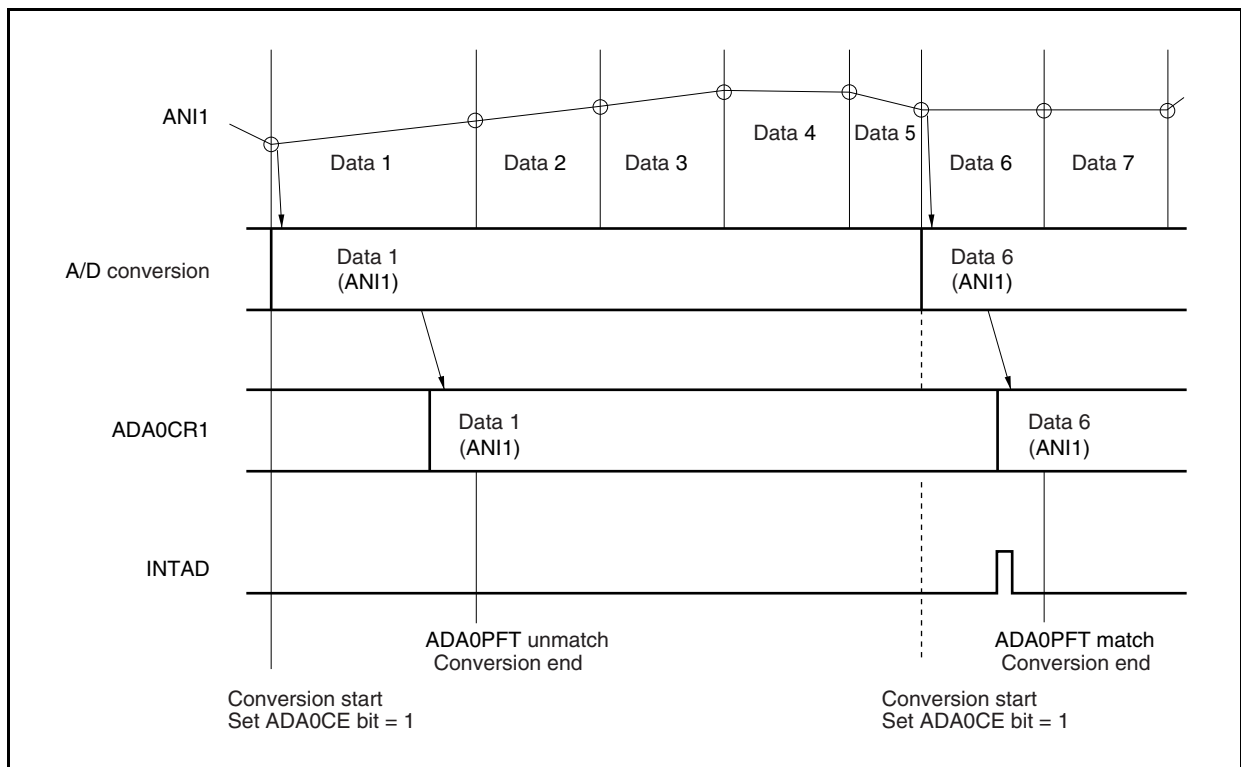 ANI1
Data 1
Data 2
Data 3
Data 4
Data 5
Data 6
Data 7
A/D conversion
Data 1
(ANI1)
Data 6
(ANI1)
ADA0CR1
Data 1
(ANI1)
Data 6
(ANI1)
INTAD
ADA0PFT unmatch
Conversion end
ADA0PFT match
Conversion end
Conversion start
Set ADA0CE bit = 1
Conversion start
Set ADA0CE bit = 1